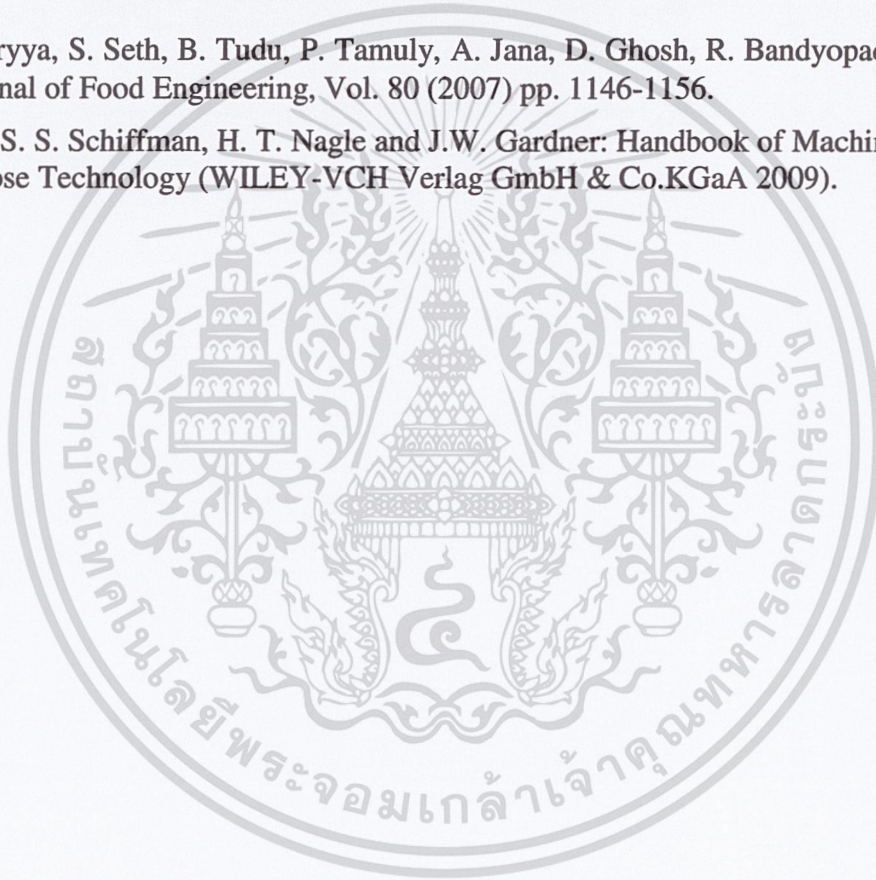 ryya, S. Seth, B. Tudu, P. Tamuly, A. Jana, D. Ghosh, R. Bandyopad
nal of Food Engineering, Vol. 80 (2007) pp. 1146-1156.
S. S. Schiffman, H. T. Nagle and J.W. Gardner: Handbook of Machin
ose Technology (WILEY-VCH Verlag GmbH & Co.KGaA 2009).
๔
สถาบันเทคโนโลยีพระจอมเกล้าเจ้าคุณทหารลาดกระบัง